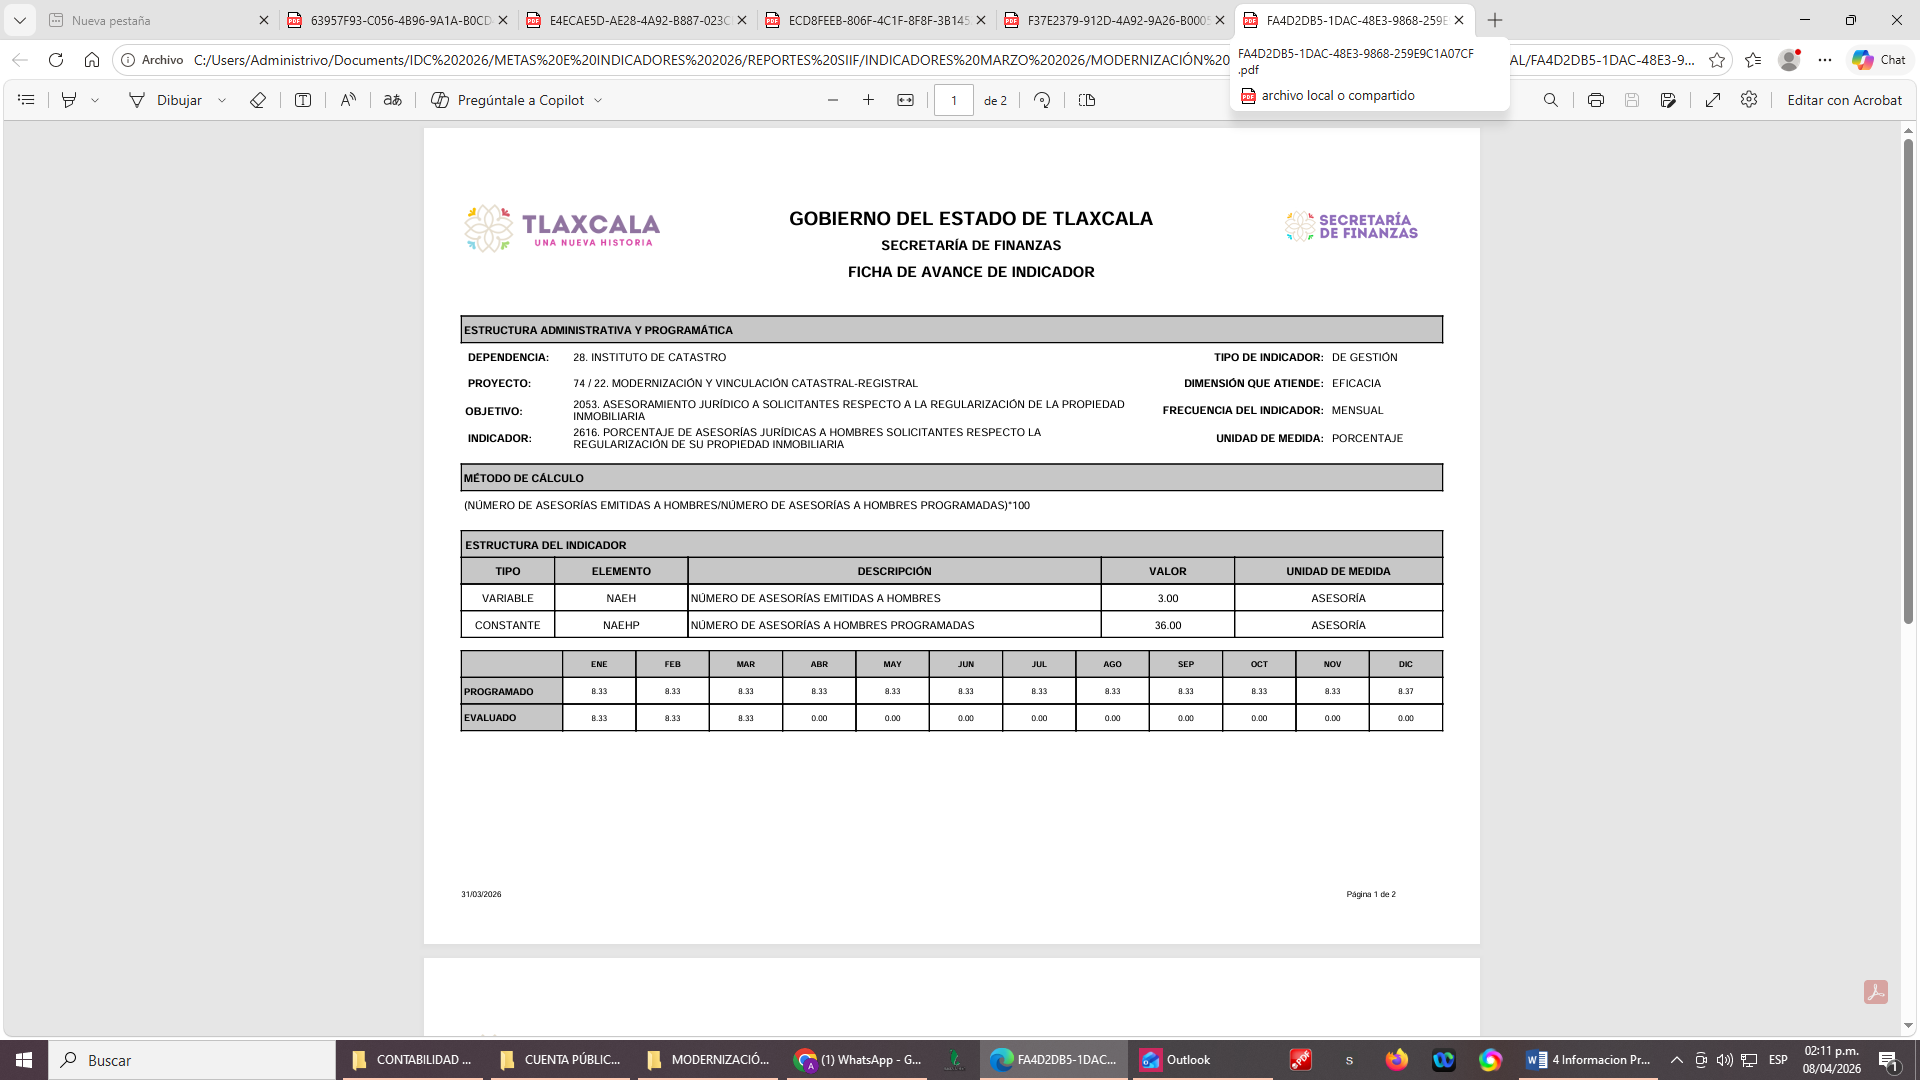 Nueva pestaña
63957F93-C056-4B96-9A1A-B0CD
E4ECAE5D-AE28-4A92-B887-023C
ECD8FEEB-806F-4C1F-8F8F-3B145
F37E2379-912D-4A92-9A26-B0005
FA4D2DB5-1DAC-48E3-9868-259E
Archivo
C:/Users/Administrivo/Documents/IDC%202026/METAS%20E%20INDICADORES%202026/REPORTES%20SIIF/INDICADORES%20MARZO%202026/MODERNIZACIÓN%20
AL/FA4D2DB5-1DAC-48E3-9...
Chat
FA4D2DB5-1DAC-48E3-9868-259E9C1A07CF
.pdf
archivo local o compartido
Dibujar
Pregúntale a Copilot
1 de 2
Editar con Acrobat
TLAXCALA
UNA NUEVA HISTORIA
GOBIERNO DEL ESTADO DE TLAXCALA
SECRETARÍA DE FINANZAS
FICHA DE AVANCE DE INDICADOR
SECRETARÍA
DE FINANZAS
ESTRUCTURA ADMINISTRATIVA Y PROGRAMÁTICA
DEPENDENCIA: 28. INSTITUTO DE CATASTRO TIPO DE INDICADOR: DE GESTIÓN
PROYECTO: 74 / 22. MODERNIZACIÓN Y VINCULACIÓN CATASTRAL-REGISTRAL DIMENSIÓN QUE ATIENDE: EFICACIA
OBJETIVO: 2053. ASESORAMIENTO JURÍDICO A SOLICITANTES RESPECTO A LA REGULARIZACIÓN DE LA PROPIEDAD
INMOBILIARIA
FRECUENCIA DEL INDICADOR: MENSUAL
INDICADOR: 2616. PORCENTAJE DE ASESORÍAS JURÍDICAS A HOMBRES SOLICITANTES RESPECTO LA
REGULARIZACIÓN DE SU PROPIEDAD INMOBILIARIA
UNIDAD DE MEDIDA: PORCENTAJE
MÉTODO DE CÁLCULO
(NÚMERO DE ASESORÍAS EMITIDAS A HOMBRES/NÚMERO DE ASESORÍAS A HOMBRES PROGRAMADAS)*100
ESTRUCTURA DEL INDICADOR
TIPO ELEMENTO DESCRIPCIÓN VALOR UNIDAD DE MEDIDA
VARIABLE NAEH NÚMERO DE ASESORÍAS EMITIDAS A HOMBRES 3.00 ASESORÍA
CONSTANTE NAEHP NÚMERO DE ASESORÍAS A HOMBRES PROGRAMADAS 36.00 ASESORÍA
ENE FEB MAR ABR MAY JUN JUL AGO SEP OCT NOV DIC
PROGRAMADO 8.33 8.33 8.33 8.33 8.33 8.33 8.33 8.33 8.33 8.33 8.33 8.37
EVALUADO 8.33 8.33 8.33 0.00 0.00 0.00 0.00 0.00 0.00 0.00 0.00 0.00
31/03/2026 Página 1 de 2
Buscar
CONTABILIDAD ...
CUENTA PÚBLIC...
MODERNIZACIÓ...
(1) WhatsApp - G...
FA4D2DB5-1DAC...
Outlook
4 Informacion Pr...
ESP
02:11 p.m.
08/04/2026
1